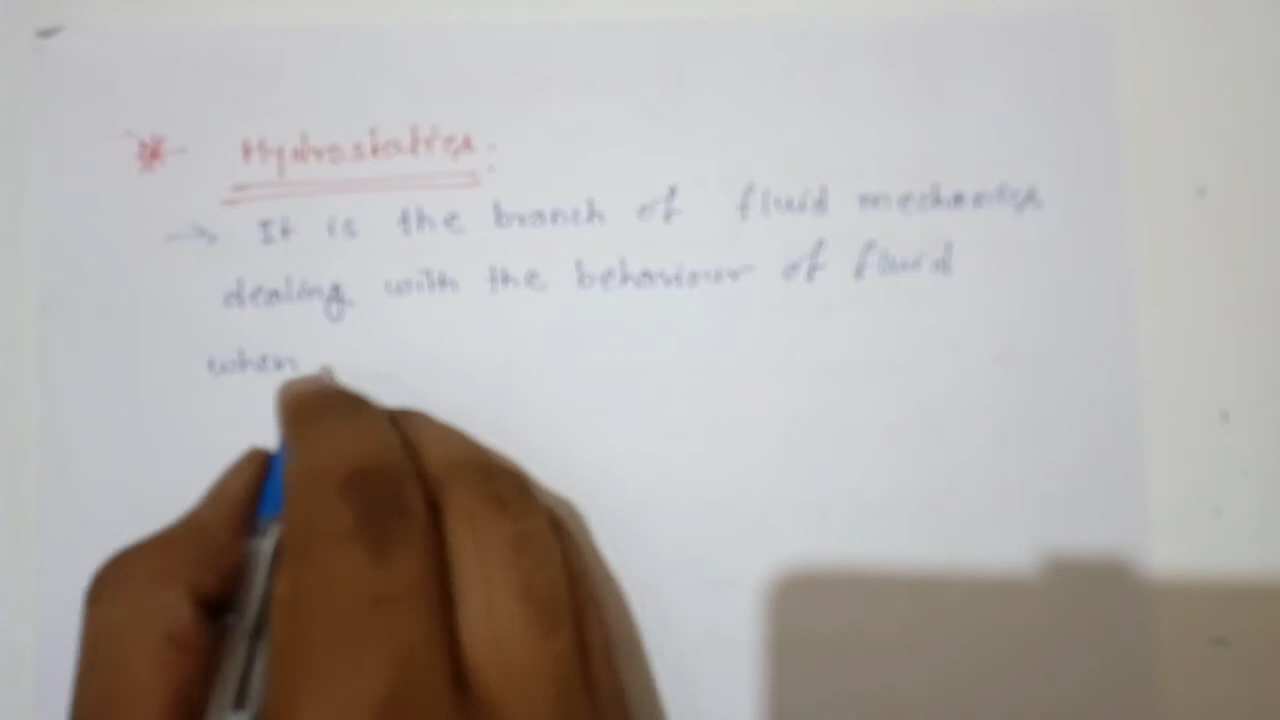 Hydrostatics:
→ It is the branch of fluid mechanics
dealing with the behaviour of fluid
when